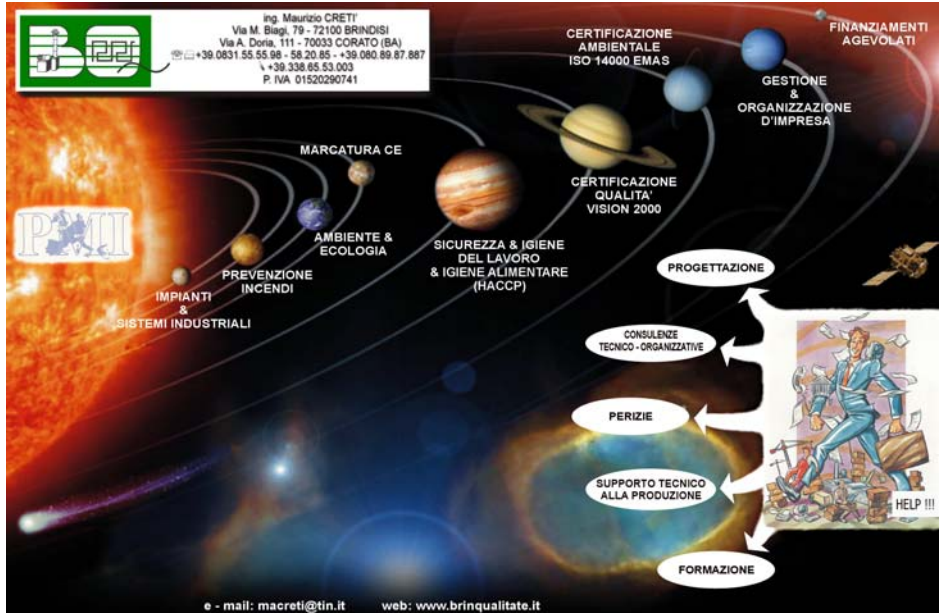 ing. Maurizio CRETI'
Via M. Biagi, 79 - 72100 BRINDISI
Via A. Doria, 111 - 70033 CORATO (BA)
+39.0831.55.55.98 - 58.20.85 - +39.080.89.87.887
+39.338.65.53.003
P. IVA 01520290741
CERTIFICAZIONE
AMBIENTALE
ISO 14000 EMAS
FINANZIAMENTI
AGEVOLATI
GESTIONE
&
ORGANIZZAZIONE
D'IMPRESA
MARCATURA CE
CERTIFICAZIONE
QUALITA'
VISION 2000
PMI
AMBIENTE &
ECOLOGIA
SICUREZZA & IGIENE
DEL LAVORO
& IGIENE ALIMENTARE
(HACCP)
PREVENZIONE
INCENDI
IMPIANTI
&
SISTEMI INDUSTRIALI
PROGETTAZIONE
CONSULENZE
TECNICO - ORGANIZZATIVE
PERIZIE
SUPPORTO TECNICO
ALLA PRODUZIONE
HELP !!!
FORMAZIONE
e - mail: macreti@tin.it web: www.brinqualitate.it